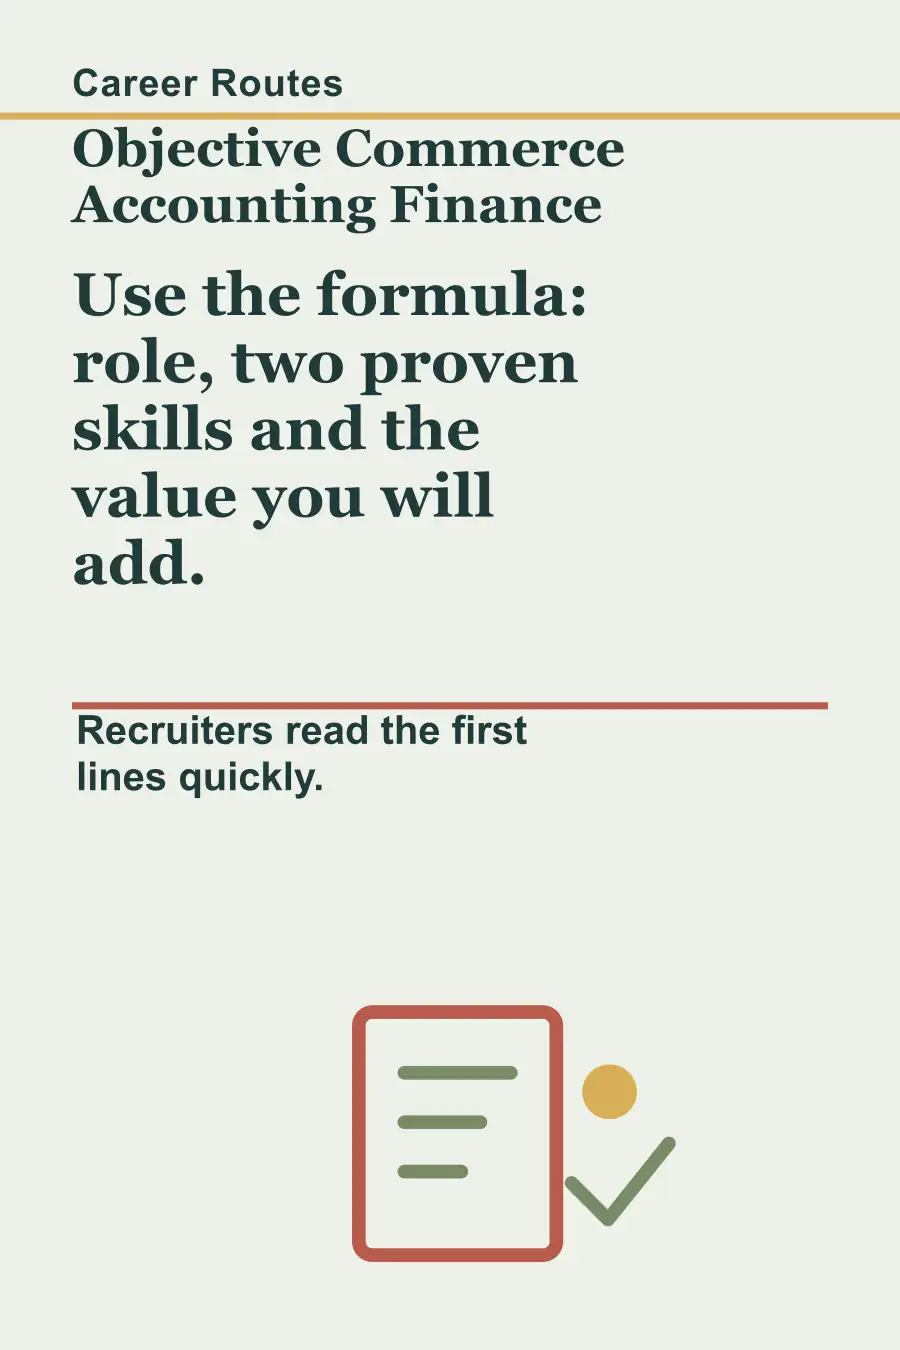 Career Routes
Objective Commerce
Accounting Finance
Use the formula:
role, two proven
skills and the
value you will
add.
Recruiters read the first
lines quickly.